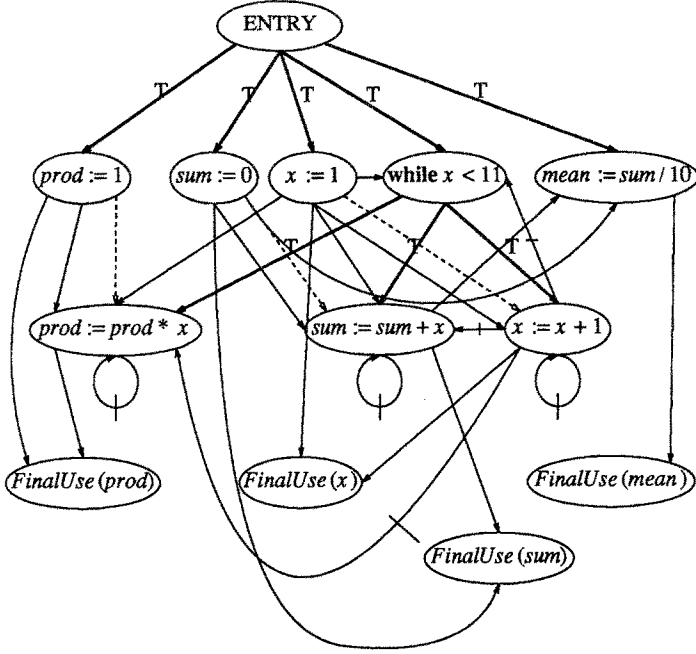 ENTRY
T T T T T
prod := 1 sum := 0 x := 1 while x < 11 mean := sum / 10
T T T
prod := prod * x sum := sum + x x := x + 1
FinalUse (prod) FinalUse (x) FinalUse (mean)
FinalUse (sum)